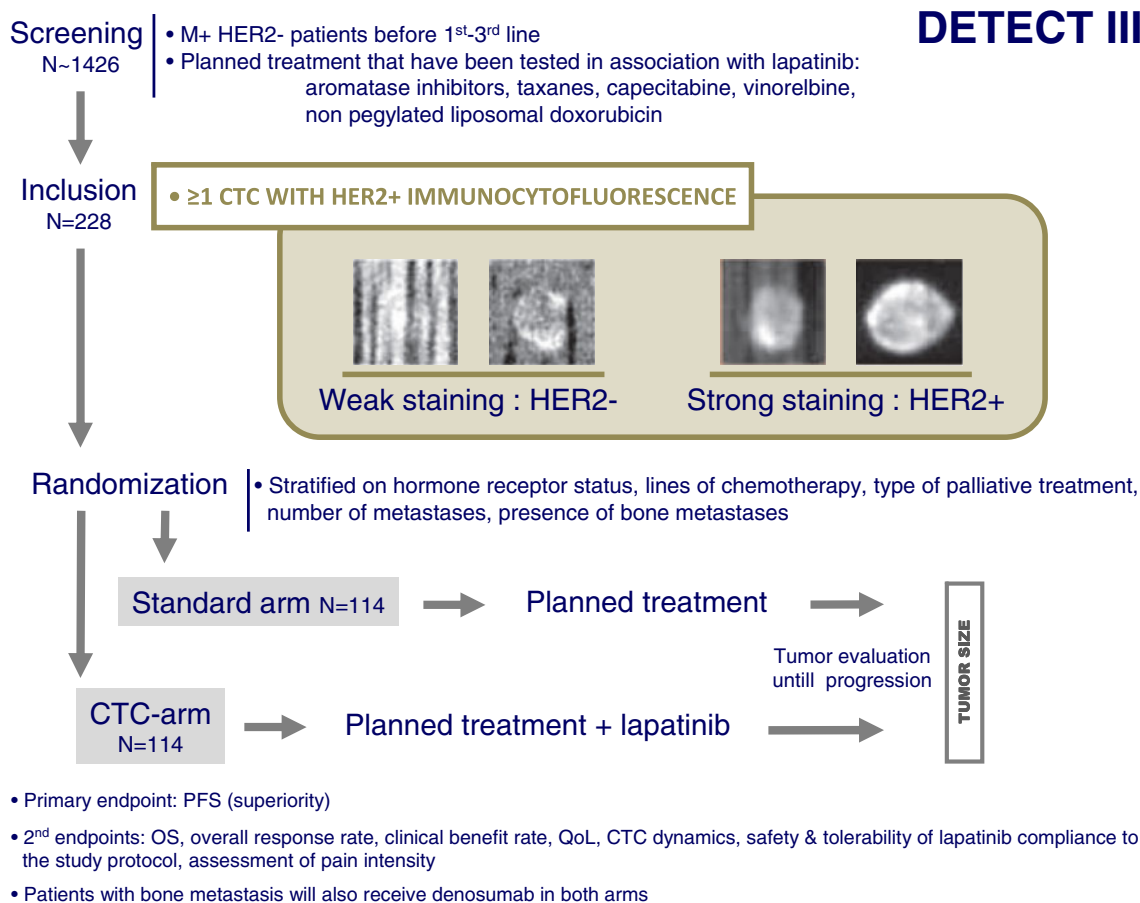 DETECT III
Screening
N~1426
• M+ HER2- patients before 1st-3rd line
• Planned treatment that have been tested in association with lapatinib:
aromatase inhibitors, taxanes, capecitabine, vinorelbine,
non pegylated liposomal doxorubicin
Inclusion
N=228
• ≥1 CTC WITH HER2+ IMMUNOCYTOFLUORESCENCE
Weak staining : HER2-
Strong staining : HER2+
Randomization
• Stratified on hormone receptor status, lines of chemotherapy, type of palliative treatment,
number of metastases, presence of bone metastases
Standard arm N=114
Planned treatment
Tumor evaluation
untill progression
TUMOR SIZE
CTC-arm
N=114
Planned treatment + lapatinib
• Primary endpoint: PFS (superiority)
• 2nd endpoints: OS, overall response rate, clinical benefit rate, QoL, CTC dynamics, safety & tolerability of lapatinib compliance to
the study protocol, assessment of pain intensity
• Patients with bone metastasis will also receive denosumab in both arms